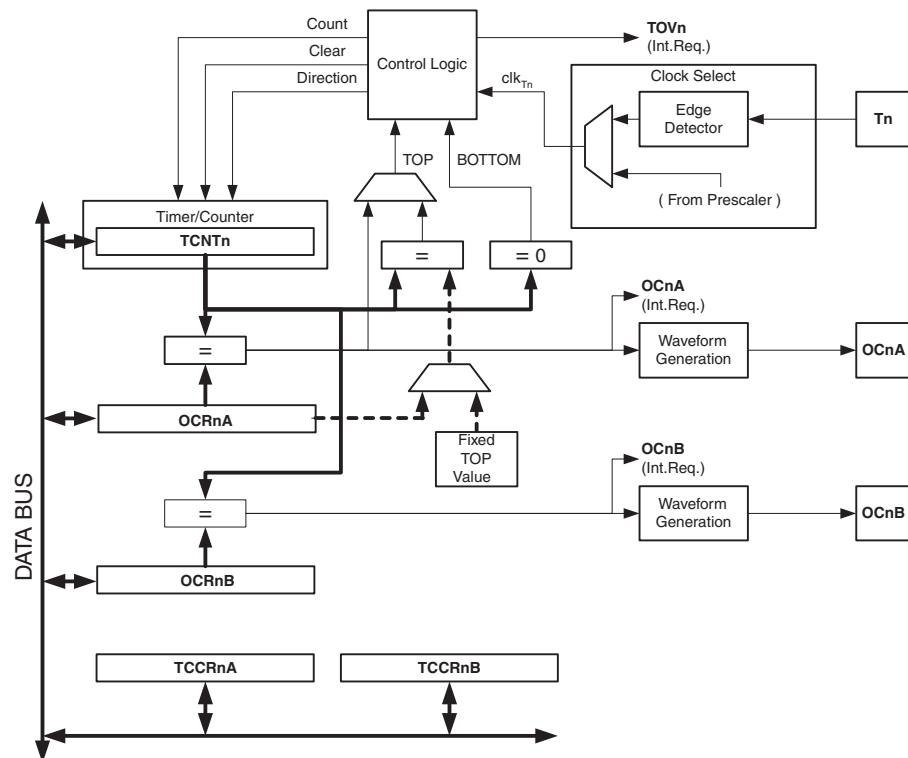 Count
Clear
Direction
Control Logic
TOVn
(Int.Req.)
Clock Select
clkTn
Edge
Detector
Tn
( From Prescaler )
TOP
BOTTOM
Timer/Counter
TCNTn
=
= 0
OCnA
(Int.Req.)
=
Waveform
Generation
OCnA
OCRnA
Fixed
TOP
Value
OCnB
(Int.Req.)
=
Waveform
Generation
OCnB
DATA BUS
OCRnB
TCCRnA
TCCRnB